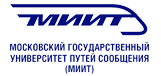 МИИТ
МОСКОВСКИЙ ГОСУДАРСТВЕННЫЙ
УНИВЕРСИТЕТ ПУТЕЙ СООБЩЕНИЯ
(МИИТ)